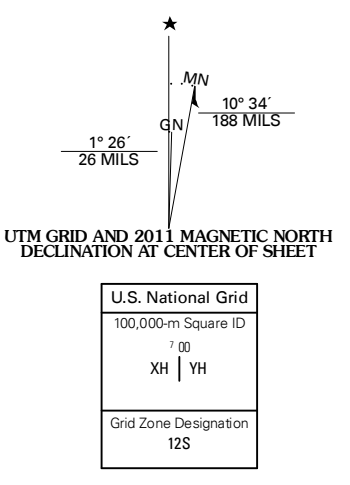 MN
10° 34´
188 MILS
GN
1° 26´
26 MILS
UTM GRID AND 2011 MAGNETIC NORTH
DECLINATION AT CENTER OF SHEET
U.S. National Grid
100,000-m Square ID
7 00
XH YH
Grid Zone Designation
12S